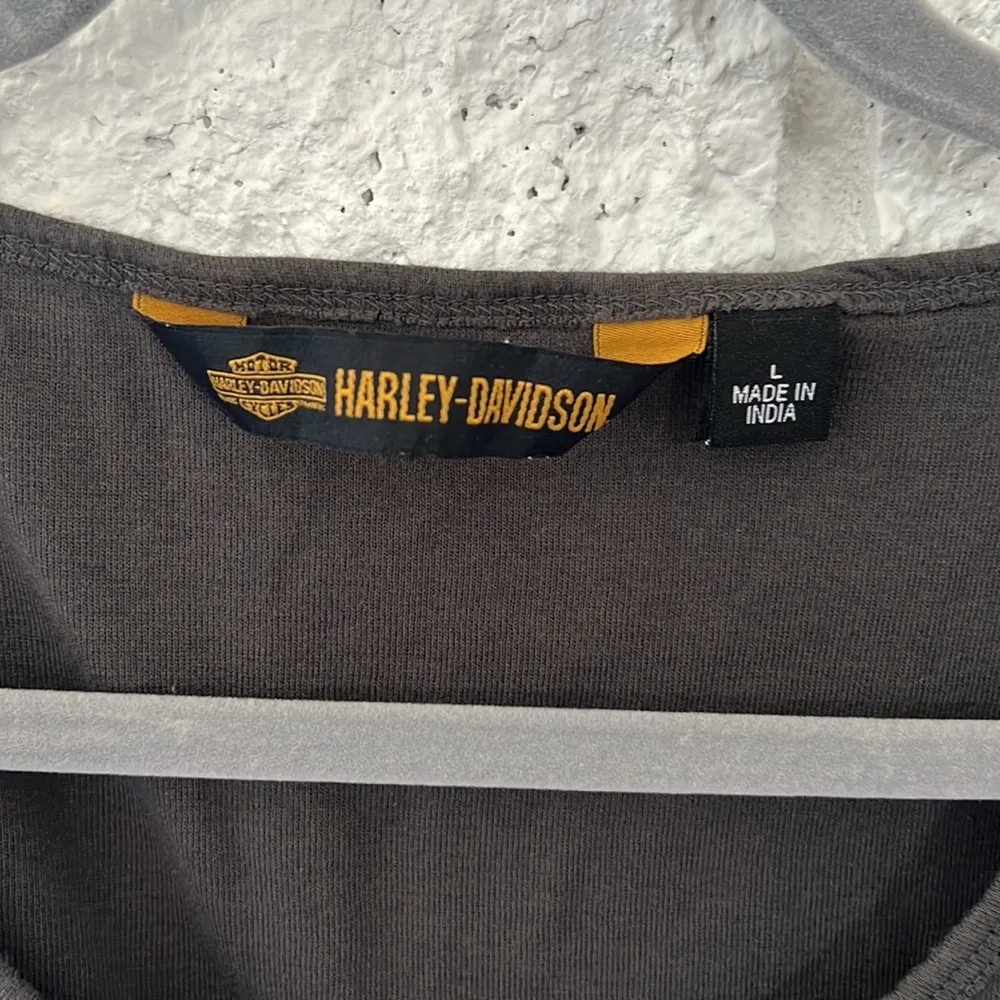 MOTOR
HARLEY-DAVIDSON
CYCLES
HARLEY-DAVIDSON
L
MADE IN
INDIA